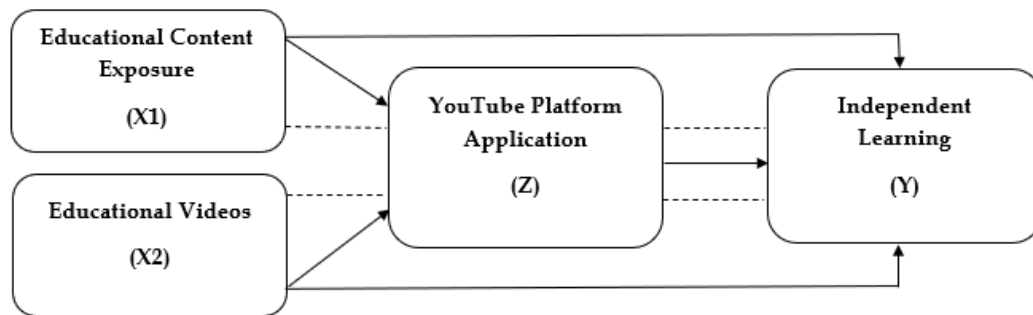 Educational Content
Exposure
(X1)
YouTube Platform
Application
(Z)
Independent
Learning
(Y)
Educational Videos
(X2)